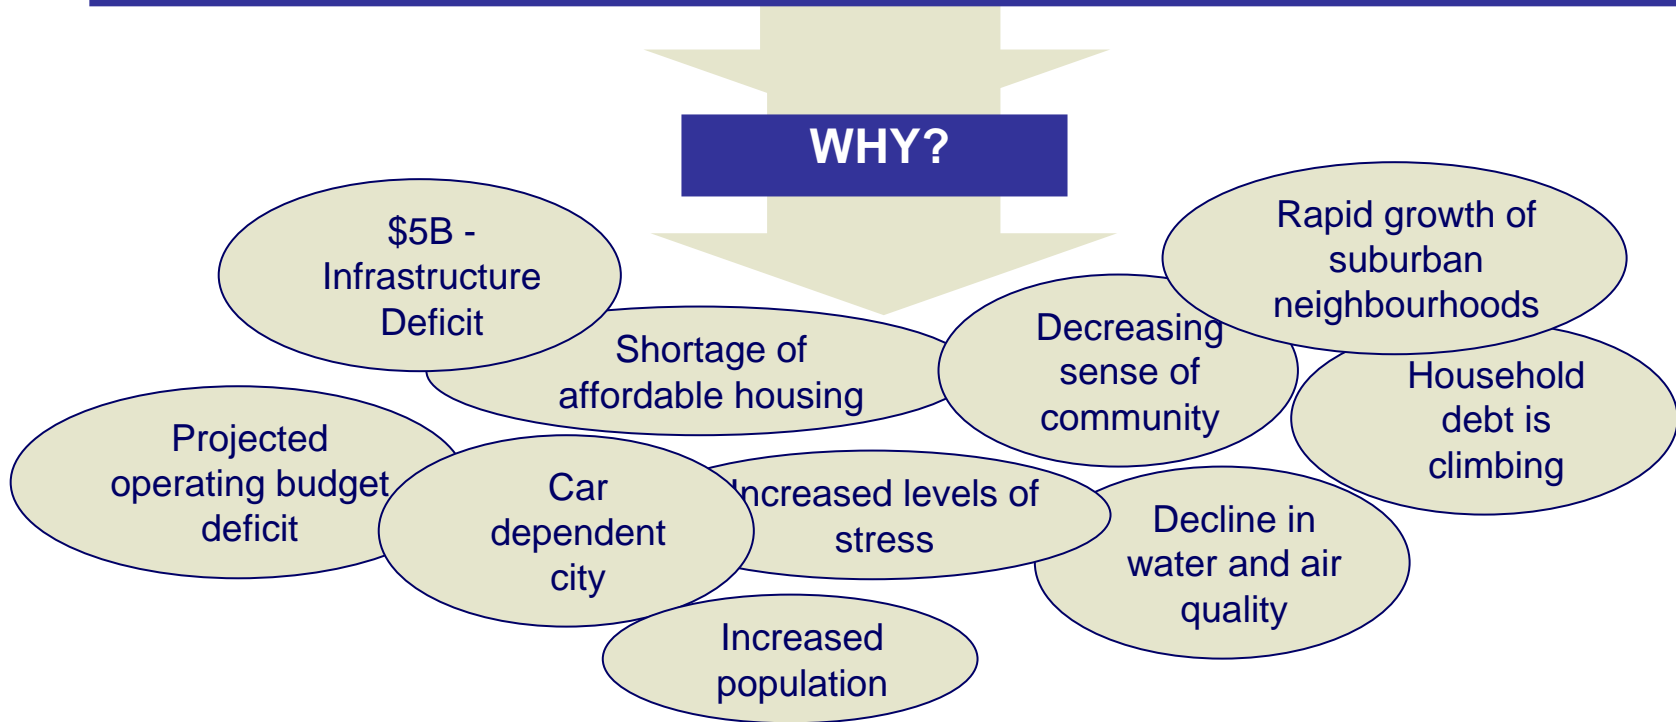 WHY?
$5B -
Infrastructure
Deficit
Rapid growth of
suburban
neighbourhoods
Shortage of
affordable housing
Decreasing
sense of
community
Household
debt is
climbing
Projected
operating budget
deficit
Car
dependent
city
Increased levels of
stress
Decline in
water and air
quality
Increased
population